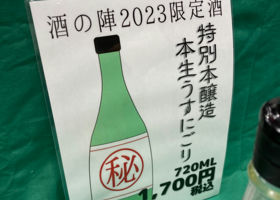 酒の陣2023限定酒
特別本醸造
本生うすにごり
㊙
720ML
1,700円
税込